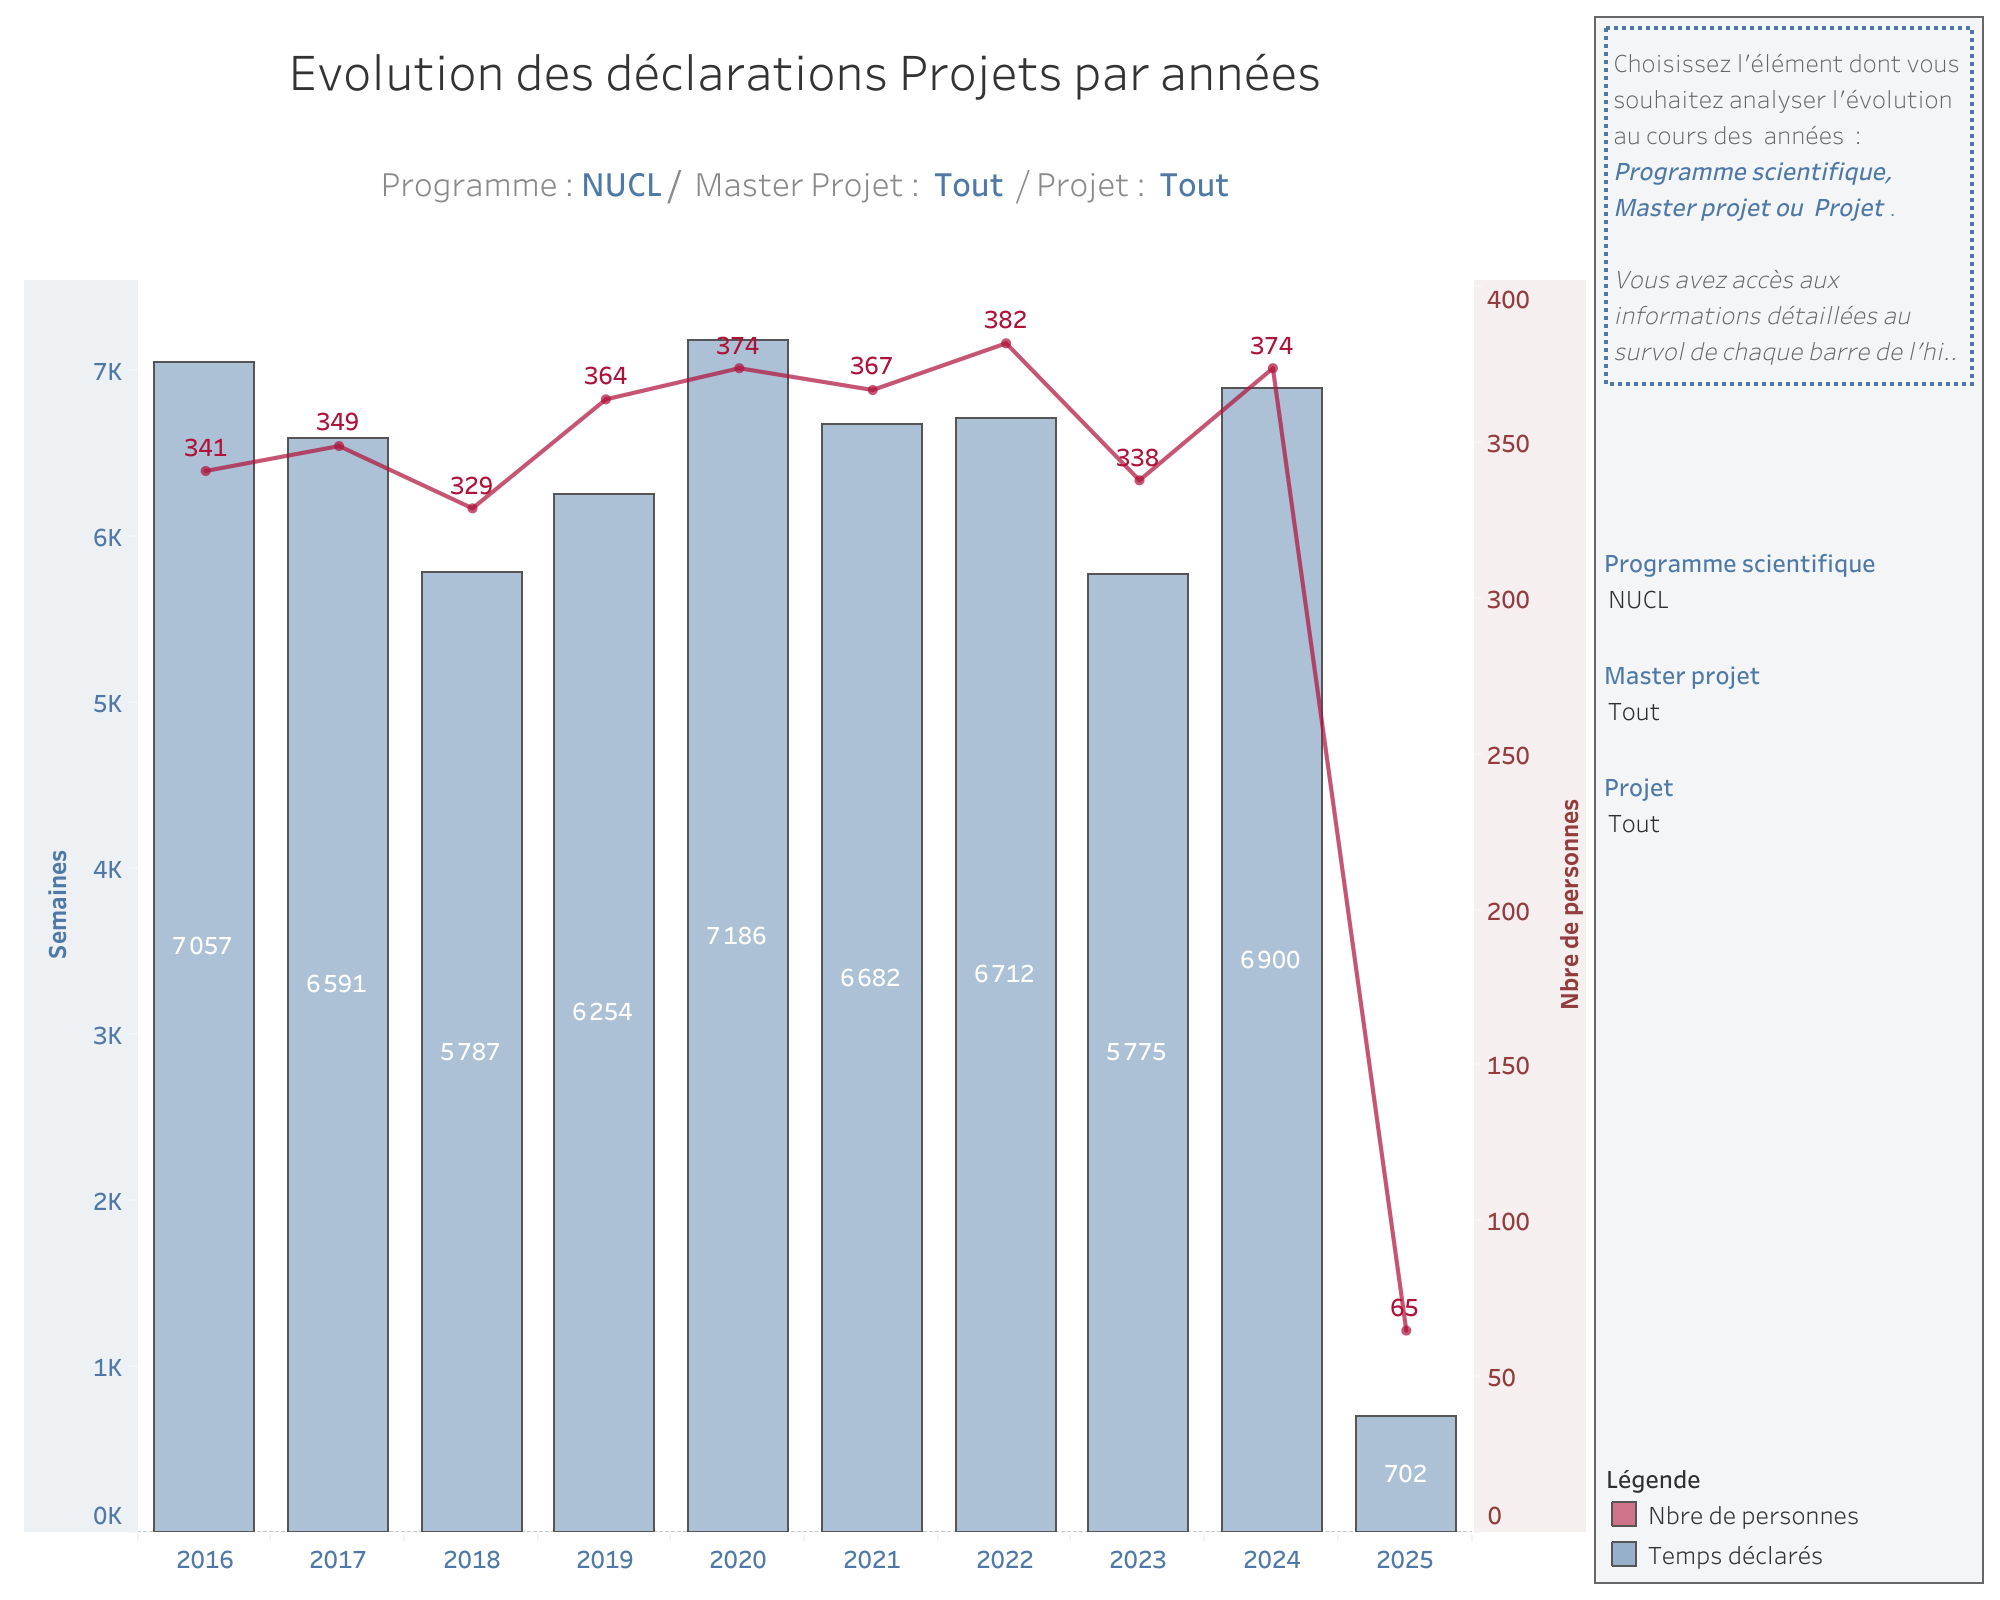 Evolution des déclarations Projets par années
Programme : NUCL / Master Projet : Tout / Projet : Tout
Choisissez l'élément dont vous
souhaitez analyser l'évolution
au cours des années :
Programme scientifique,
Master projet ou Projet .
Vous avez accès aux
informations détaillées au
survol de chaque barre de l'hi..
Programme scientifique
NUCL
Master projet
Tout
Projet
Tout
Légende
Nbre de personnes
Temps déclarés
Semaines
7K
6K
5K
4K
3K
2K
1K
0K
341
349
329
364
374
367
382
338
374
65
7 057
6 591
5 787
6 254
7 186
6 682
6 712
5 775
6 900
702
2016
2017
2018
2019
2020
2021
2022
2023
2024
2025
400
350
300
250
200
150
100
50
0
Nbre de personnes